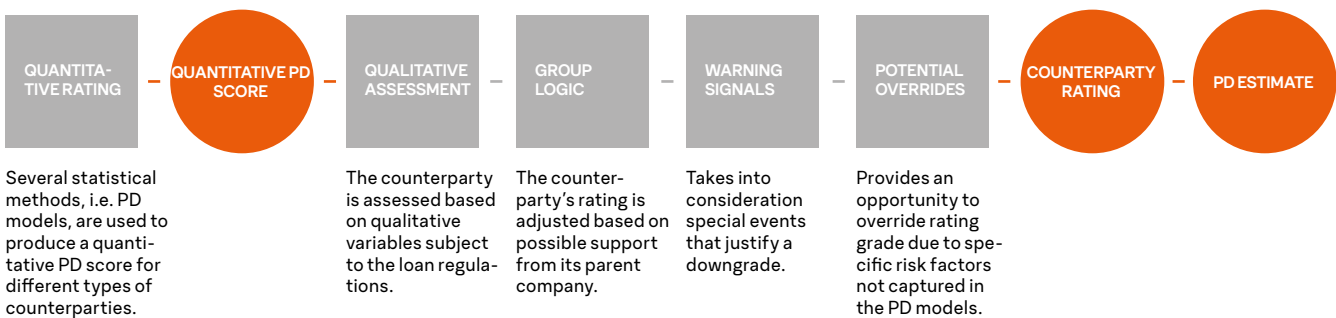 QUANTITA-
TIVE RATING
QUANTITATIVE PD
SCORE
QUALITATIVE
ASSESSMENT
GROUP
LOGIC
WARNING
SIGNALS
POTENTIAL
OVERRIDES
COUNTERPARTY
RATING
PD ESTIMATE
Several statistical
methods, i.e. PD
models, are used to
produce a quanti-
tative PD score for
different types of
counterparties.
The counterparty
is assessed based
on qualitative
variables subject
to the loan regula-
tions.
The counter-
party's rating is
adjusted based on
possible support
from its parent
company.
Takes into
consideration
special events
that justify a
downgrade.
Provides an
opportunity to
override rating
grade due to spe-
cific risk factors
not captured in
the PD models.